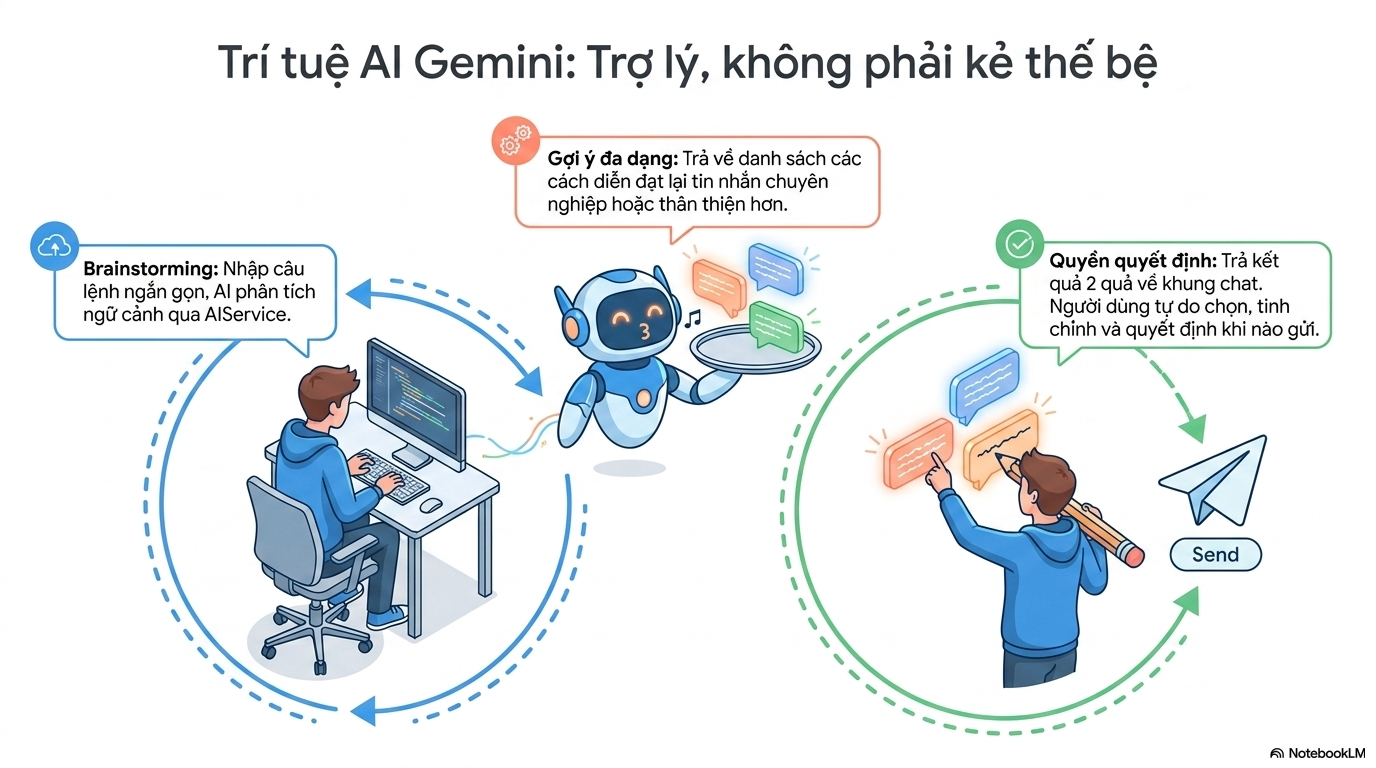 Trí tuệ AI Gemini: Trợ lý, không phải kẻ thế bệ
Gợi ý đa dạng: Trả về danh sách các
cách diễn đạt lại tin nhắn chuyên
nghiệp hoặc thân thiện hơn.
Brainstorming: Nhập câu
lệnh ngắn gọn, AI phân tích
ngữ cảnh qua AIService.
Quyền quyết định: Trả kết
quả 2 quả về khung chat.
Người dùng tự do chọn, tinh
chỉnh và quyết định khi nào gửi.
Send
NotebookLM